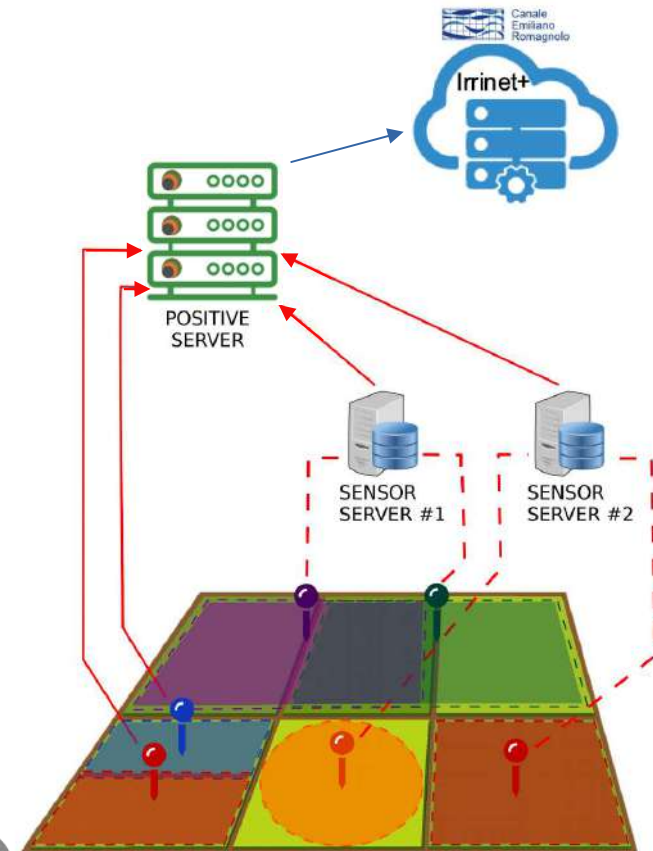 Canale
Emiliano
Romagnolo
Irrinet+
POSITIVE
SERVER
SENSOR
SERVER #1
SENSOR
SERVER #2